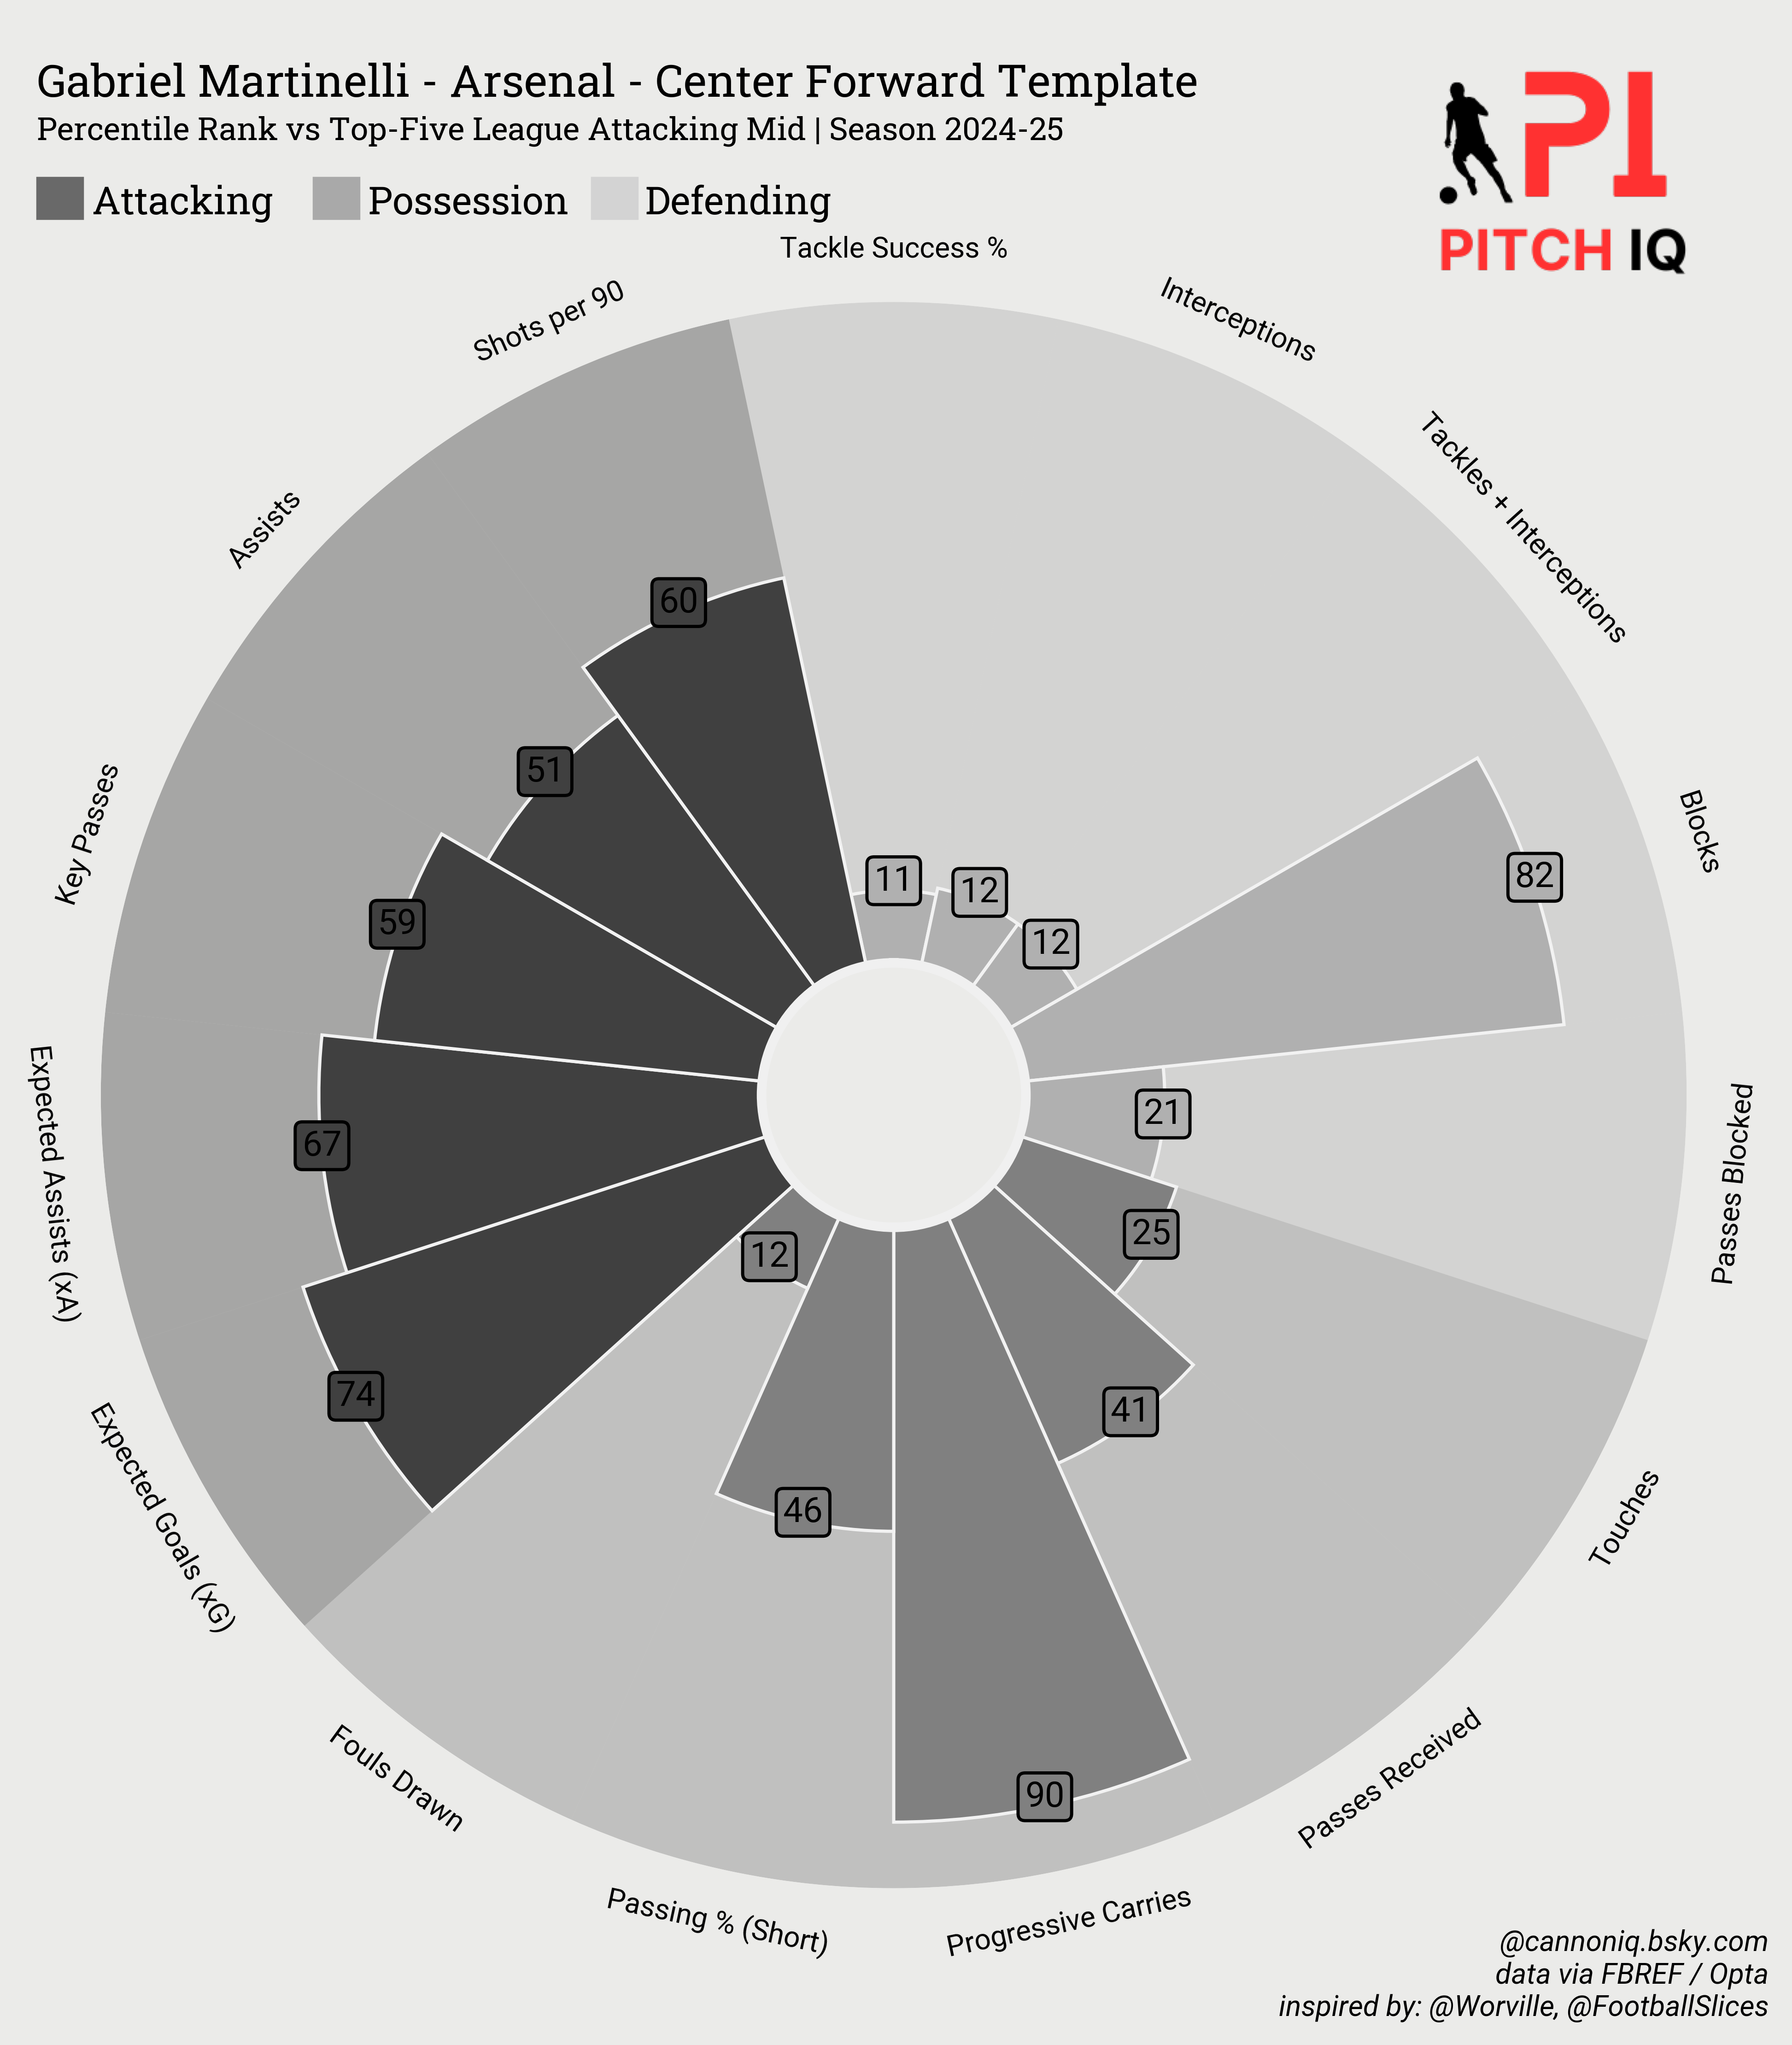 Gabriel Martinelli - Arsenal - Center Forward Template
Percentile Rank vs Top-Five League Attacking Mid | Season 2024-25
Attacking
Possession
Defending
PI
PITCH IQ
Tackle Success %
Interceptions
Tackles + Interceptions
Blocks
Passes Blocked
Touches
Passes Received
Progressive Carries
Passing % (Short)
Fouls Drawn
Expected Goals (xG)
Expected Assists (xA)
Key Passes
Assists
Shots per 90
11
12
12
82
21
25
41
90
46
12
74
67
59
51
60
@cannoniq.bsky.com
data via FBREF / Opta
inspired by: @Worville, @FootballSlices